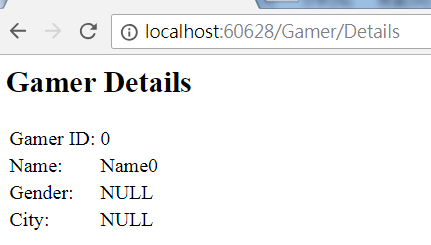 localhost:60628/Gamer/Details
Gamer Details
Gamer ID: 0
Name: Name0
Gender: NULL
City: NULL